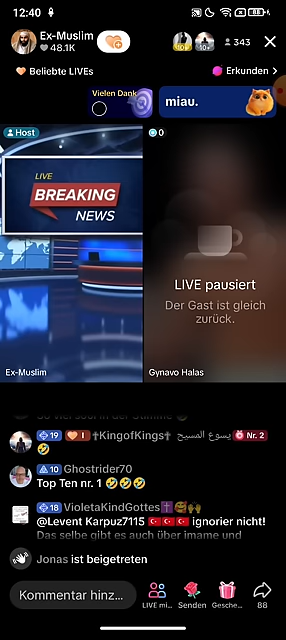 12:40
Ex-Muslim
48.1K
10+
343
Beliebte LIVEs
Erkunden
Vielen Dank
miau.
Host
0
LIVE
BREAKING
NEWS
LIVE pausiert
Der Gast ist gleich
zurück.
Ex-Muslim
Gynavo Halas
19 I ✝KingofKings✝ يسوع المسيح Nr. 2
🤣
10 Ghostrider70
Top Ten nr. 1 🤣🤣🤣
18 VioletaKindGottes✝️🥰🙌
@Levent Karpuz7115 🇹🇷🇹🇷🇹🇷 ignorier nicht!
Das selbe gibt es auch über imame und
Jonas ist beigetreten
Kommentar hinz...
LIVE mi...
Senden
Gesche...
88